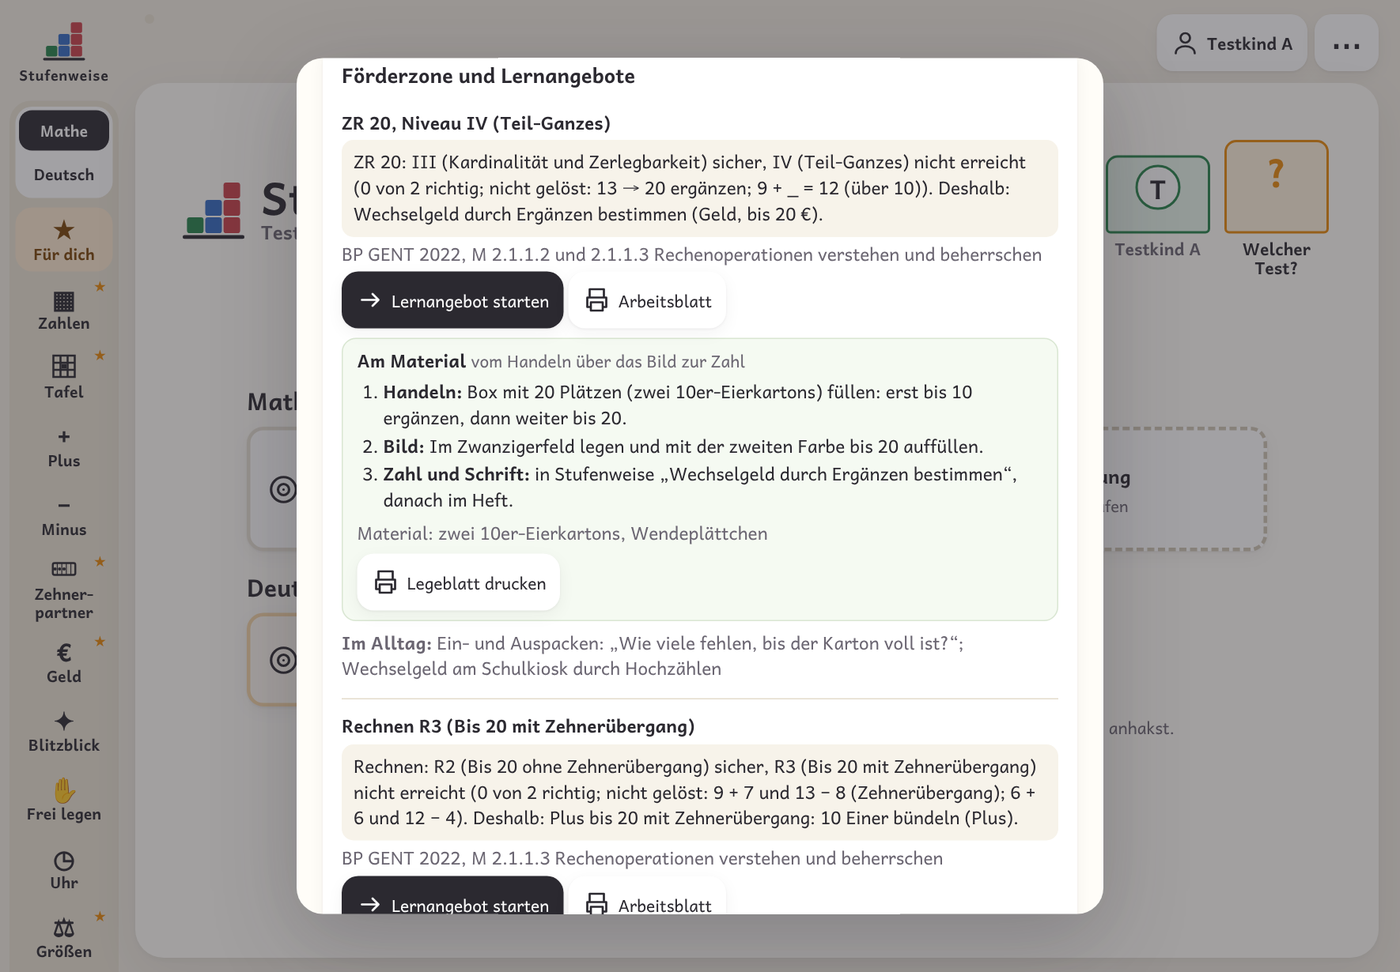 Stufenweise
Mathe
Deutsch
Für dich
Zahlen
Tafel
+
Plus
−
Minus
Zehner-
partner
€
Geld
Blitzblick
Frei legen
Uhr
Größen
Testkind A
...
St
Test
T
Testkind A
?
Welcher
Test?
Matl
Deut
ung
fen
anhakst.
Förderzone und Lernangebote
ZR 20, Niveau IV (Teil-Ganzes)
ZR 20: III (Kardinalität und Zerlegbarkeit) sicher, IV (Teil-Ganzes) nicht erreicht
(0 von 2 richtig; nicht gelöst: 13 → 20 ergänzen; 9 + _ = 12 (über 10)). Deshalb:
Wechselgeld durch Ergänzen bestimmen (Geld, bis 20 €).
BP GENT 2022, M 2.1.1.2 und 2.1.1.3 Rechenoperationen verstehen und beherrschen
→ Lernangebot starten
Arbeitsblatt
Am Material vom Handeln über das Bild zur Zahl
1. Handeln: Box mit 20 Plätzen (zwei 10er-Eierkartons) füllen: erst bis 10
ergänzen, dann weiter bis 20.
2. Bild: Im Zwanzigerfeld legen und mit der zweiten Farbe bis 20 auffüllen.
3. Zahl und Schrift: in Stufenweise „Wechselgeld durch Ergänzen bestimmen“,
danach im Heft.
Material: zwei 10er-Eierkartons, Wendeplättchen
Legeblatt drucken
Im Alltag: Ein- und Auspacken: „Wie viele fehlen, bis der Karton voll ist?“;
Wechselgeld am Schulkiosk durch Hochzählen
Rechnen R3 (Bis 20 mit Zehnerübergang)
Rechnen: R2 (Bis 20 ohne Zehnerübergang) sicher, R3 (Bis 20 mit Zehnerübergang)
nicht erreicht (0 von 2 richtig; nicht gelöst: 9 + 7 und 13 − 8 (Zehnerübergang); 6 +
6 und 12 − 4). Deshalb: Plus bis 20 mit Zehnerübergang: 10 Einer bündeln (Plus).
BP GENT 2022, M 2.1.1.3 Rechenoperationen verstehen und beherrschen
→ Lernangebot starten
Arbeitsblatt